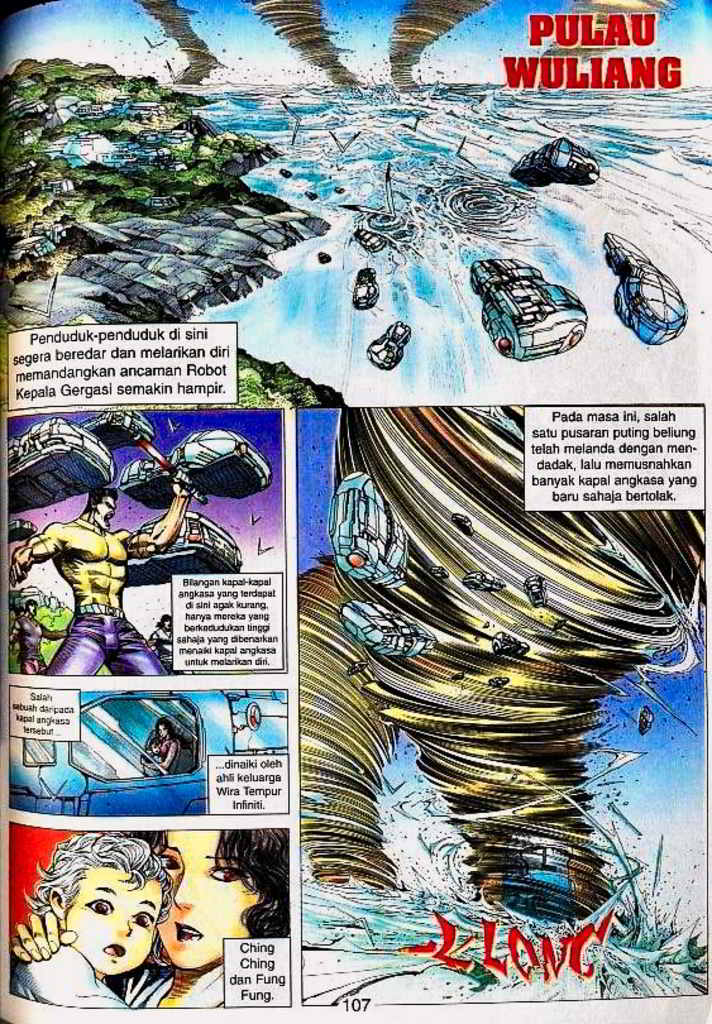 PULAU
WULIANG
Penduduk-penduduk di sini
segera beredar dan melarikan diri
memandangkan ancaman Robot
Kepala Gergasi semakin hampir.
Bilangan kapal-kapal
angkasa yang terdapat
di sini agak kurang,
hanya mereka yang
berkedudukan tinggi
sahaja yang dibenarkan
menaiki kapal angkasa
untuk melarikan diri.
Salah
sebuah daripada
kapal angkasa
tersebut...
...dinaiki oleh
ahli keluarga
Wira Tempur
Infiniti.
Ching
Ching
dan Fung
Fung.
Pada masa ini, salah
satu pusaran puting beliung
telah melanda dengan men-
dadak, lalu memusnahkan
banyak kapal angkasa yang
baru sahaja bertolak.
107